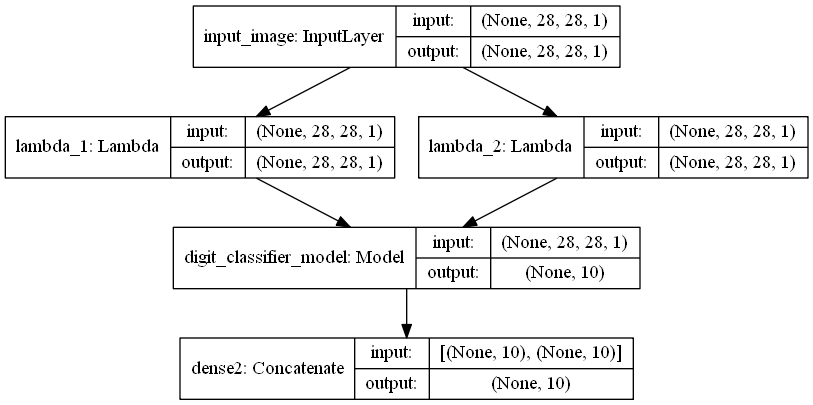 input_image: InputLayer
input: (None, 28, 28, 1)
output: (None, 28, 28, 1)
lambda_1: Lambda
input: (None, 28, 28, 1)
output: (None, 28, 28, 1)
lambda_2: Lambda
input: (None, 28, 28, 1)
output: (None, 28, 28, 1)
digit_classifier_model: Model
input: (None, 28, 28, 1)
output: (None, 10)
dense2: Concatenate
input: [(None, 10), (None, 10)]
output: (None, 10)